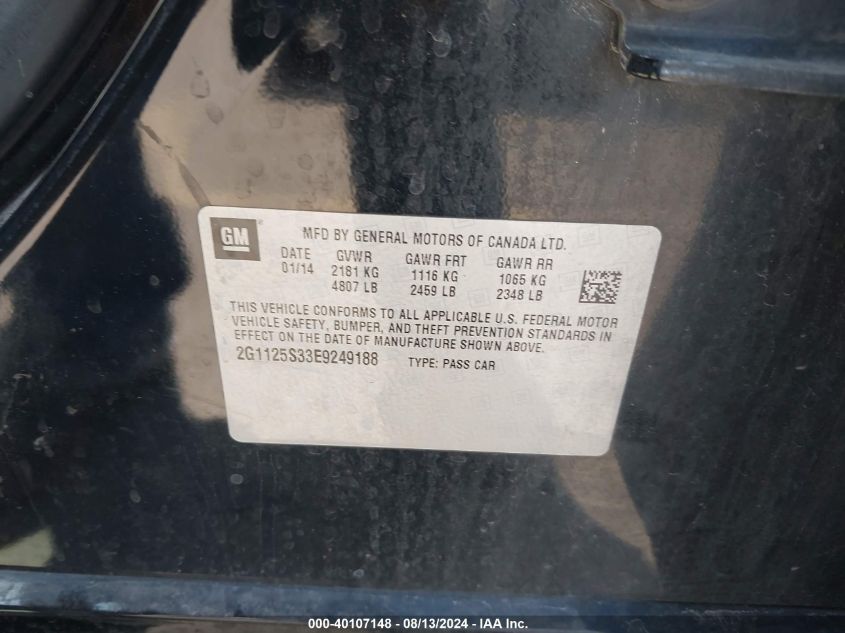 GM
MFD BY GENERAL MOTORS OF CANADA LTD.
DATE GVWR GAWR FRT GAWR RR
01/14 2181 KG 1116 KG 1065 KG
4807 LB 2459 LB 2348 LB
THIS VEHICLE CONFORMS TO ALL APPLICABLE U.S. FEDERAL MOTOR
VEHICLE SAFETY, BUMPER, AND THEFT PREVENTION STANDARDS IN
EFFECT ON THE DATE OF MANUFACTURE SHOWN ABOVE.
2G1125S33E9249188 TYPE: PASS CAR
000-40107148 - 08/13/2024 - IAA Inc.